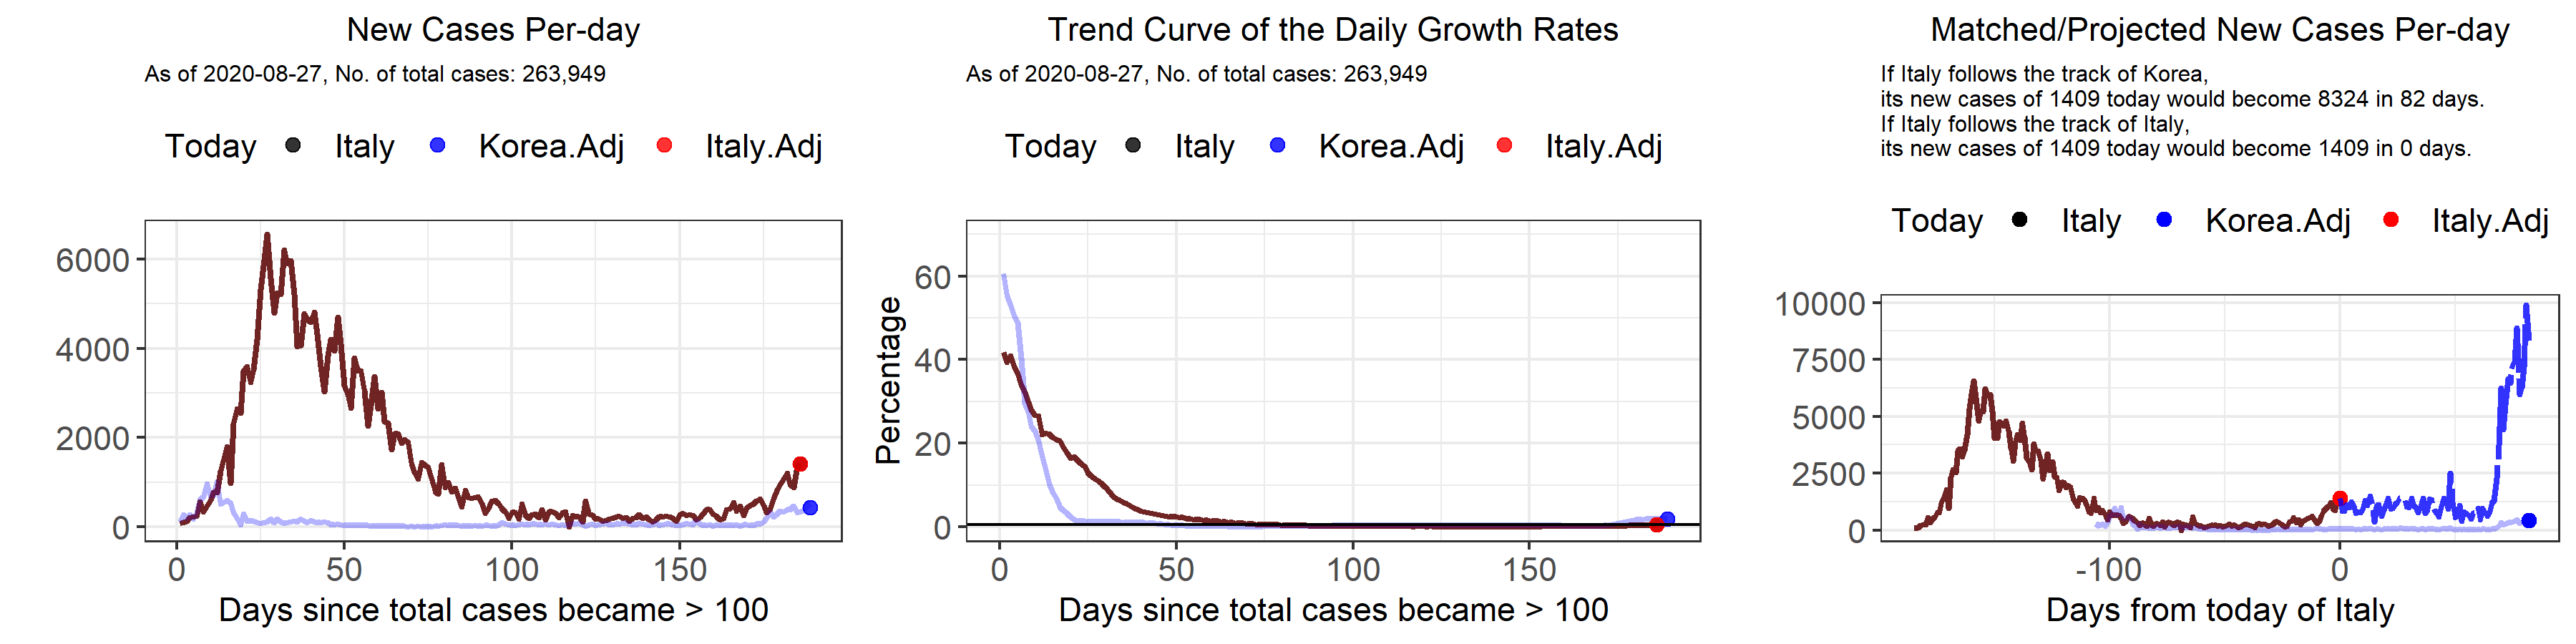 New Cases Per-day
As of 2020-08-27, No. of total cases: 263,949
Today Italy Korea.Adj Italy.Adj
6000
4000
2000
0
0 50 100 150
Days since total cases became > 100
Trend Curve of the Daily Growth Rates
As of 2020-08-27, No. of total cases: 263,949
Today Italy Korea.Adj Italy.Adj
Percentage
60
40
20
0
0 50 100 150
Days since total cases became > 100
Matched/Projected New Cases Per-day
If Italy follows the track of Korea,
its new cases of 1409 today would become 8324 in 82 days.
If Italy follows the track of Italy,
its new cases of 1409 today would become 1409 in 0 days.
Today Italy Korea.Adj Italy.Adj
10000
7500
5000
2500
0
-100 0
Days from today of Italy